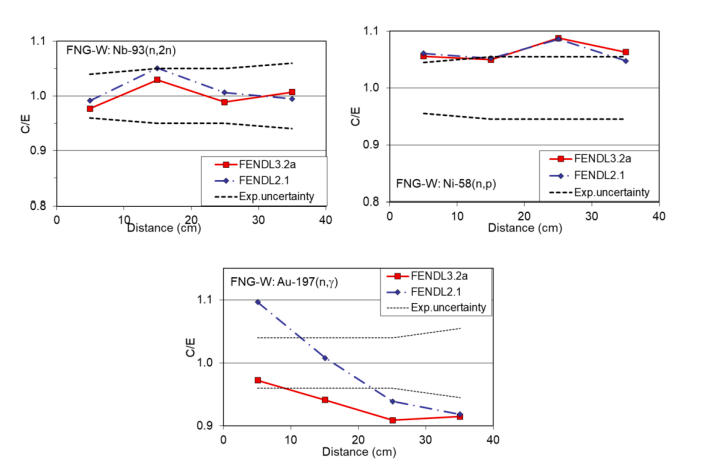 FNG-W: Nb-93(n,2n)
1.1
1.0
0.9
0.8
C/E
FENDL3.2a
FENDL2.1
Exp.uncertainty
0 10 20 30 40
Distance (cm)
1.1
1.0
0.9
0.8
C/E
FENDL3.2a
FENDL2.1
Exp.uncertainty
FNG-W: Ni-58(n,p)
0 10 20 30 40
Distance (cm)
FNG-W: Au-197(n,γ)
FENDL3.2a
FENDL2.1
Exp.uncertainty
1.1
1.0
0.9
C/E
0 10 20 30 40
Distance (cm)